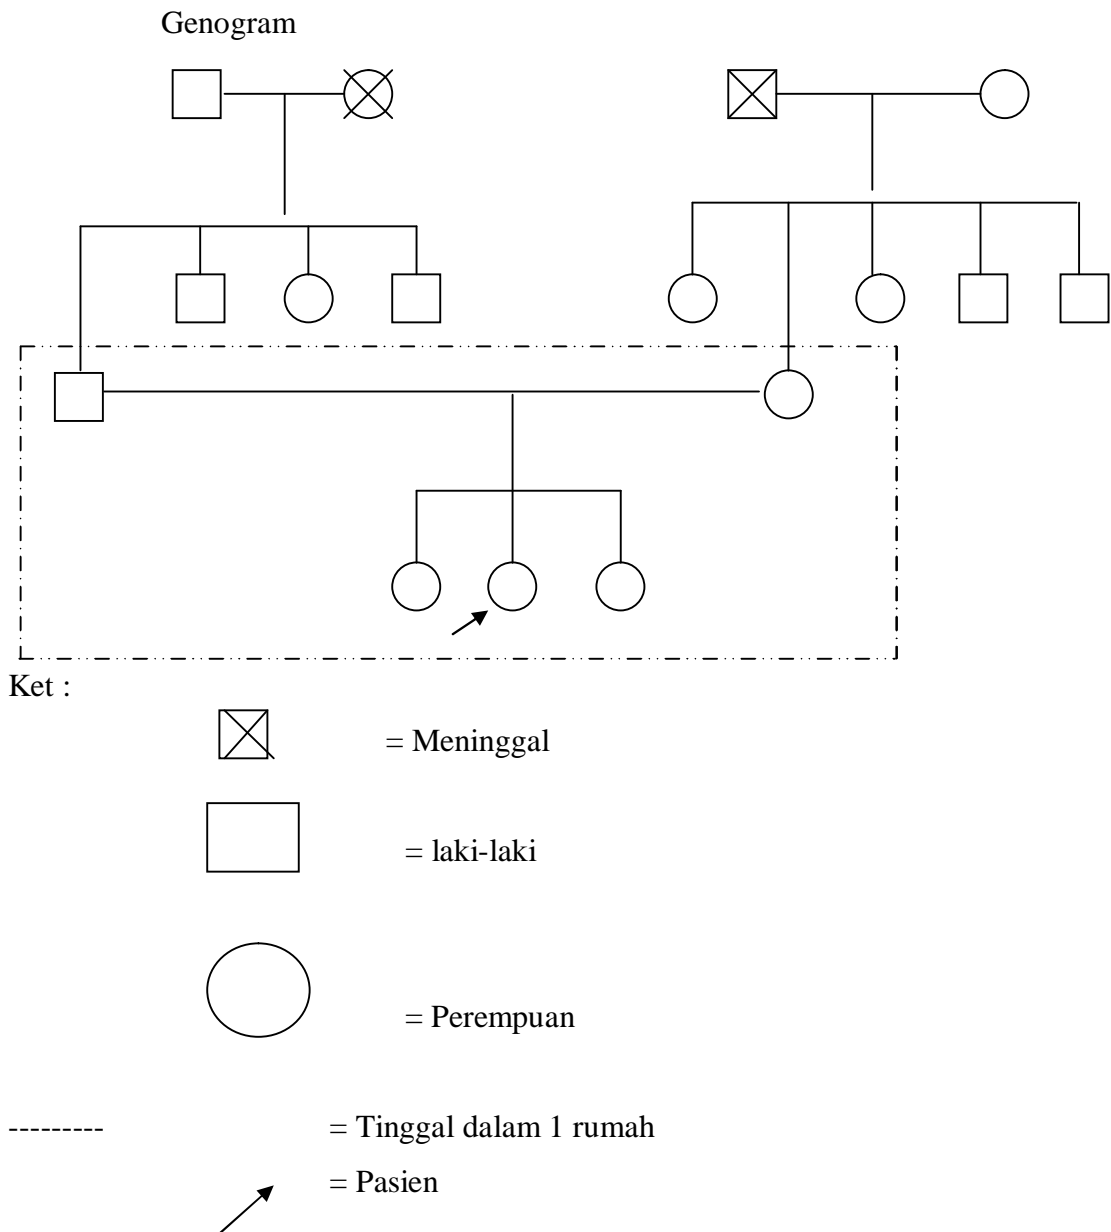 Genogram
Ket :
= Meninggal
= laki-laki
= Perempuan
--------- = Tinggal dalam 1 rumah
= Pasien